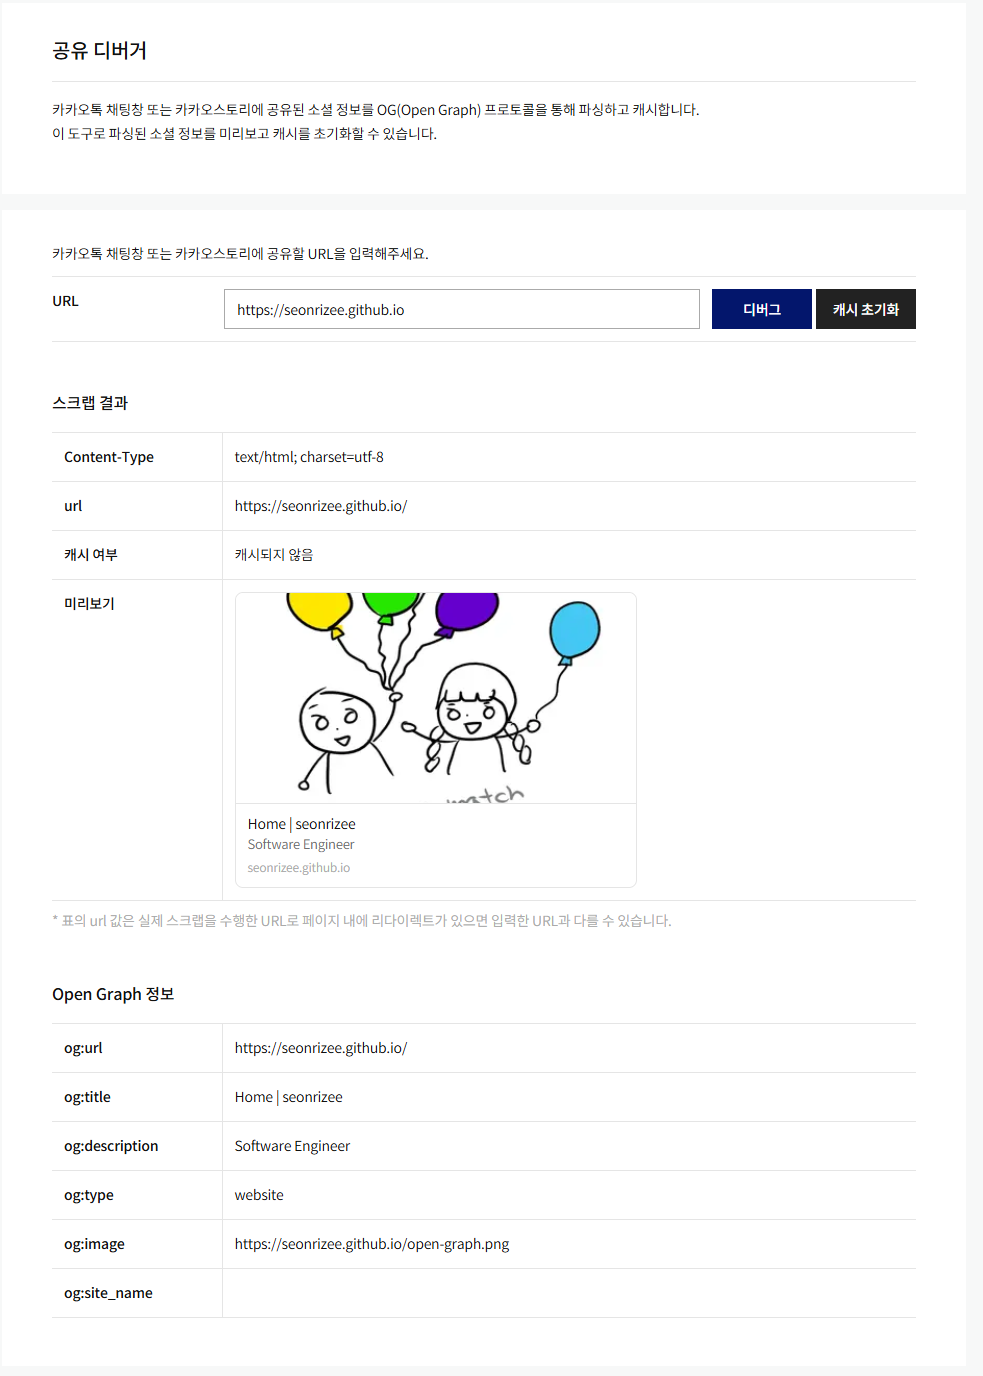 공유 디버거
카카오톡 채팅창 또는 카카오스토리에 공유된 소셜 정보를 OG(Open Graph) 프로토콜을 통해 파싱하고 캐시합니다.
이 도구로 파싱된 소셜 정보를 미리보고 캐시를 초기화할 수 있습니다.
카카오톡 채팅창 또는 카카오스토리에 공유할 URL을 입력해주세요.
URL https://seonrizee.github.io 디버그 캐시 초기화
스크랩 결과
Content-Type text/html; charset=utf-8
url https://seonrizee.github.io/
캐시 여부 캐시되지 않음
미리보기
Home | seonrizee
Software Engineer
seonrizee.github.io
* 표의 url 값은 실제 스크랩을 수행한 URL로 페이지 내에 리다이렉트가 있으면 입력한 URL과 다를 수 있습니다.
Open Graph 정보
og:url https://seonrizee.github.io/
og:title Home | seonrizee
og:description Software Engineer
og:type website
og:image https://seonrizee.github.io/open-graph.png
og:site_name